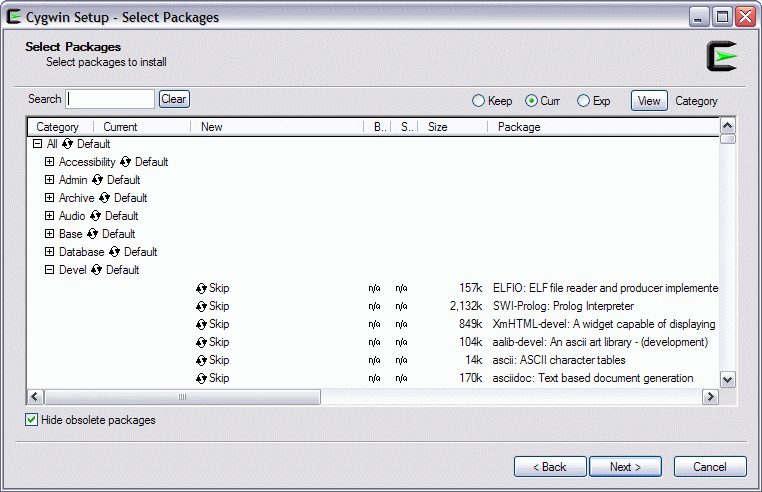 Cygwin Setup - Select Packages
Select Packages
Select packages to install
Search Clear Keep Curr Exp View Category
Category Current New B.. S.. Size Package
All Default
Accessibility Default
Admin Default
Archive Default
Audio Default
Base Default
Database Default
Devel Default
Skip n/a n/a 157k ELFIO: ELF file reader and producer implemente
Skip n/a n/a 2,132k SWI-Prolog: Prolog Interpreter
Skip n/a n/a 849k XmHTML-devel: A widget capable of displaying
Skip n/a n/a 104k aalib-devel: An ascii art library - (development)
Skip n/a n/a 14k ascii: ASCII character tables
Skip n/a n/a 170k asciidoc: Text based document generation
Hide obsolete packages
< Back Next > Cancel